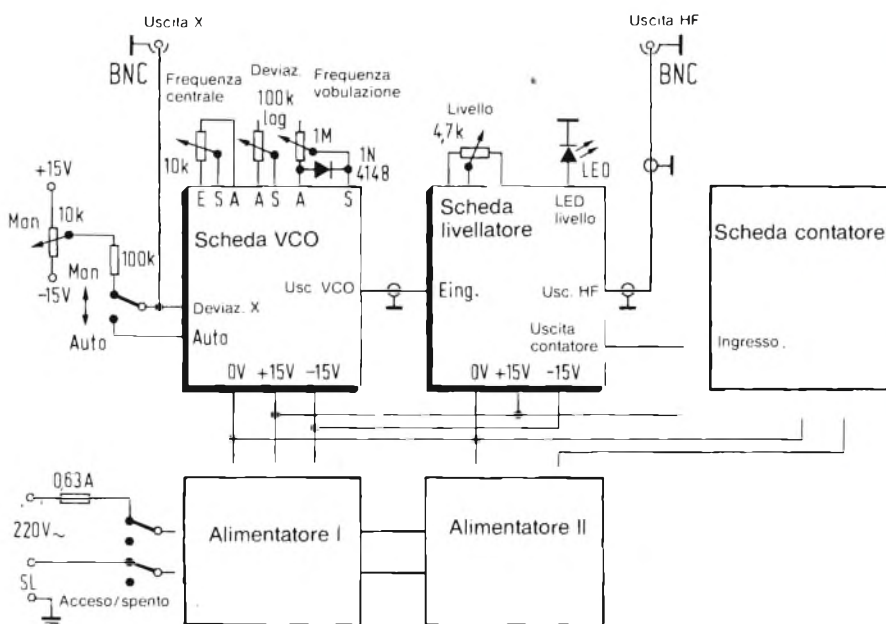 Uscita X
Uscita HF
BNC
BNC
Frequenza
centrale
Deviaz.
100k
log
Frequenza
vobulazione
1M
1N
4148
10k
Livello
4,7k
LED
+15V
Man
10k
-15V
100k
Man
Auto
E S A A S A S
Scheda VCO
Usc. VCO
Deviaz. X
Auto
0V +15V -15V
Scheda
livellatore
LED
livello
Eing.
Usc. HF
Uscita
contatore
0V +15V -15V
Scheda contatore
Ingresso.
0,63A
220V~
SL
Acceso/spento
Alimentatore I
Alimentatore II